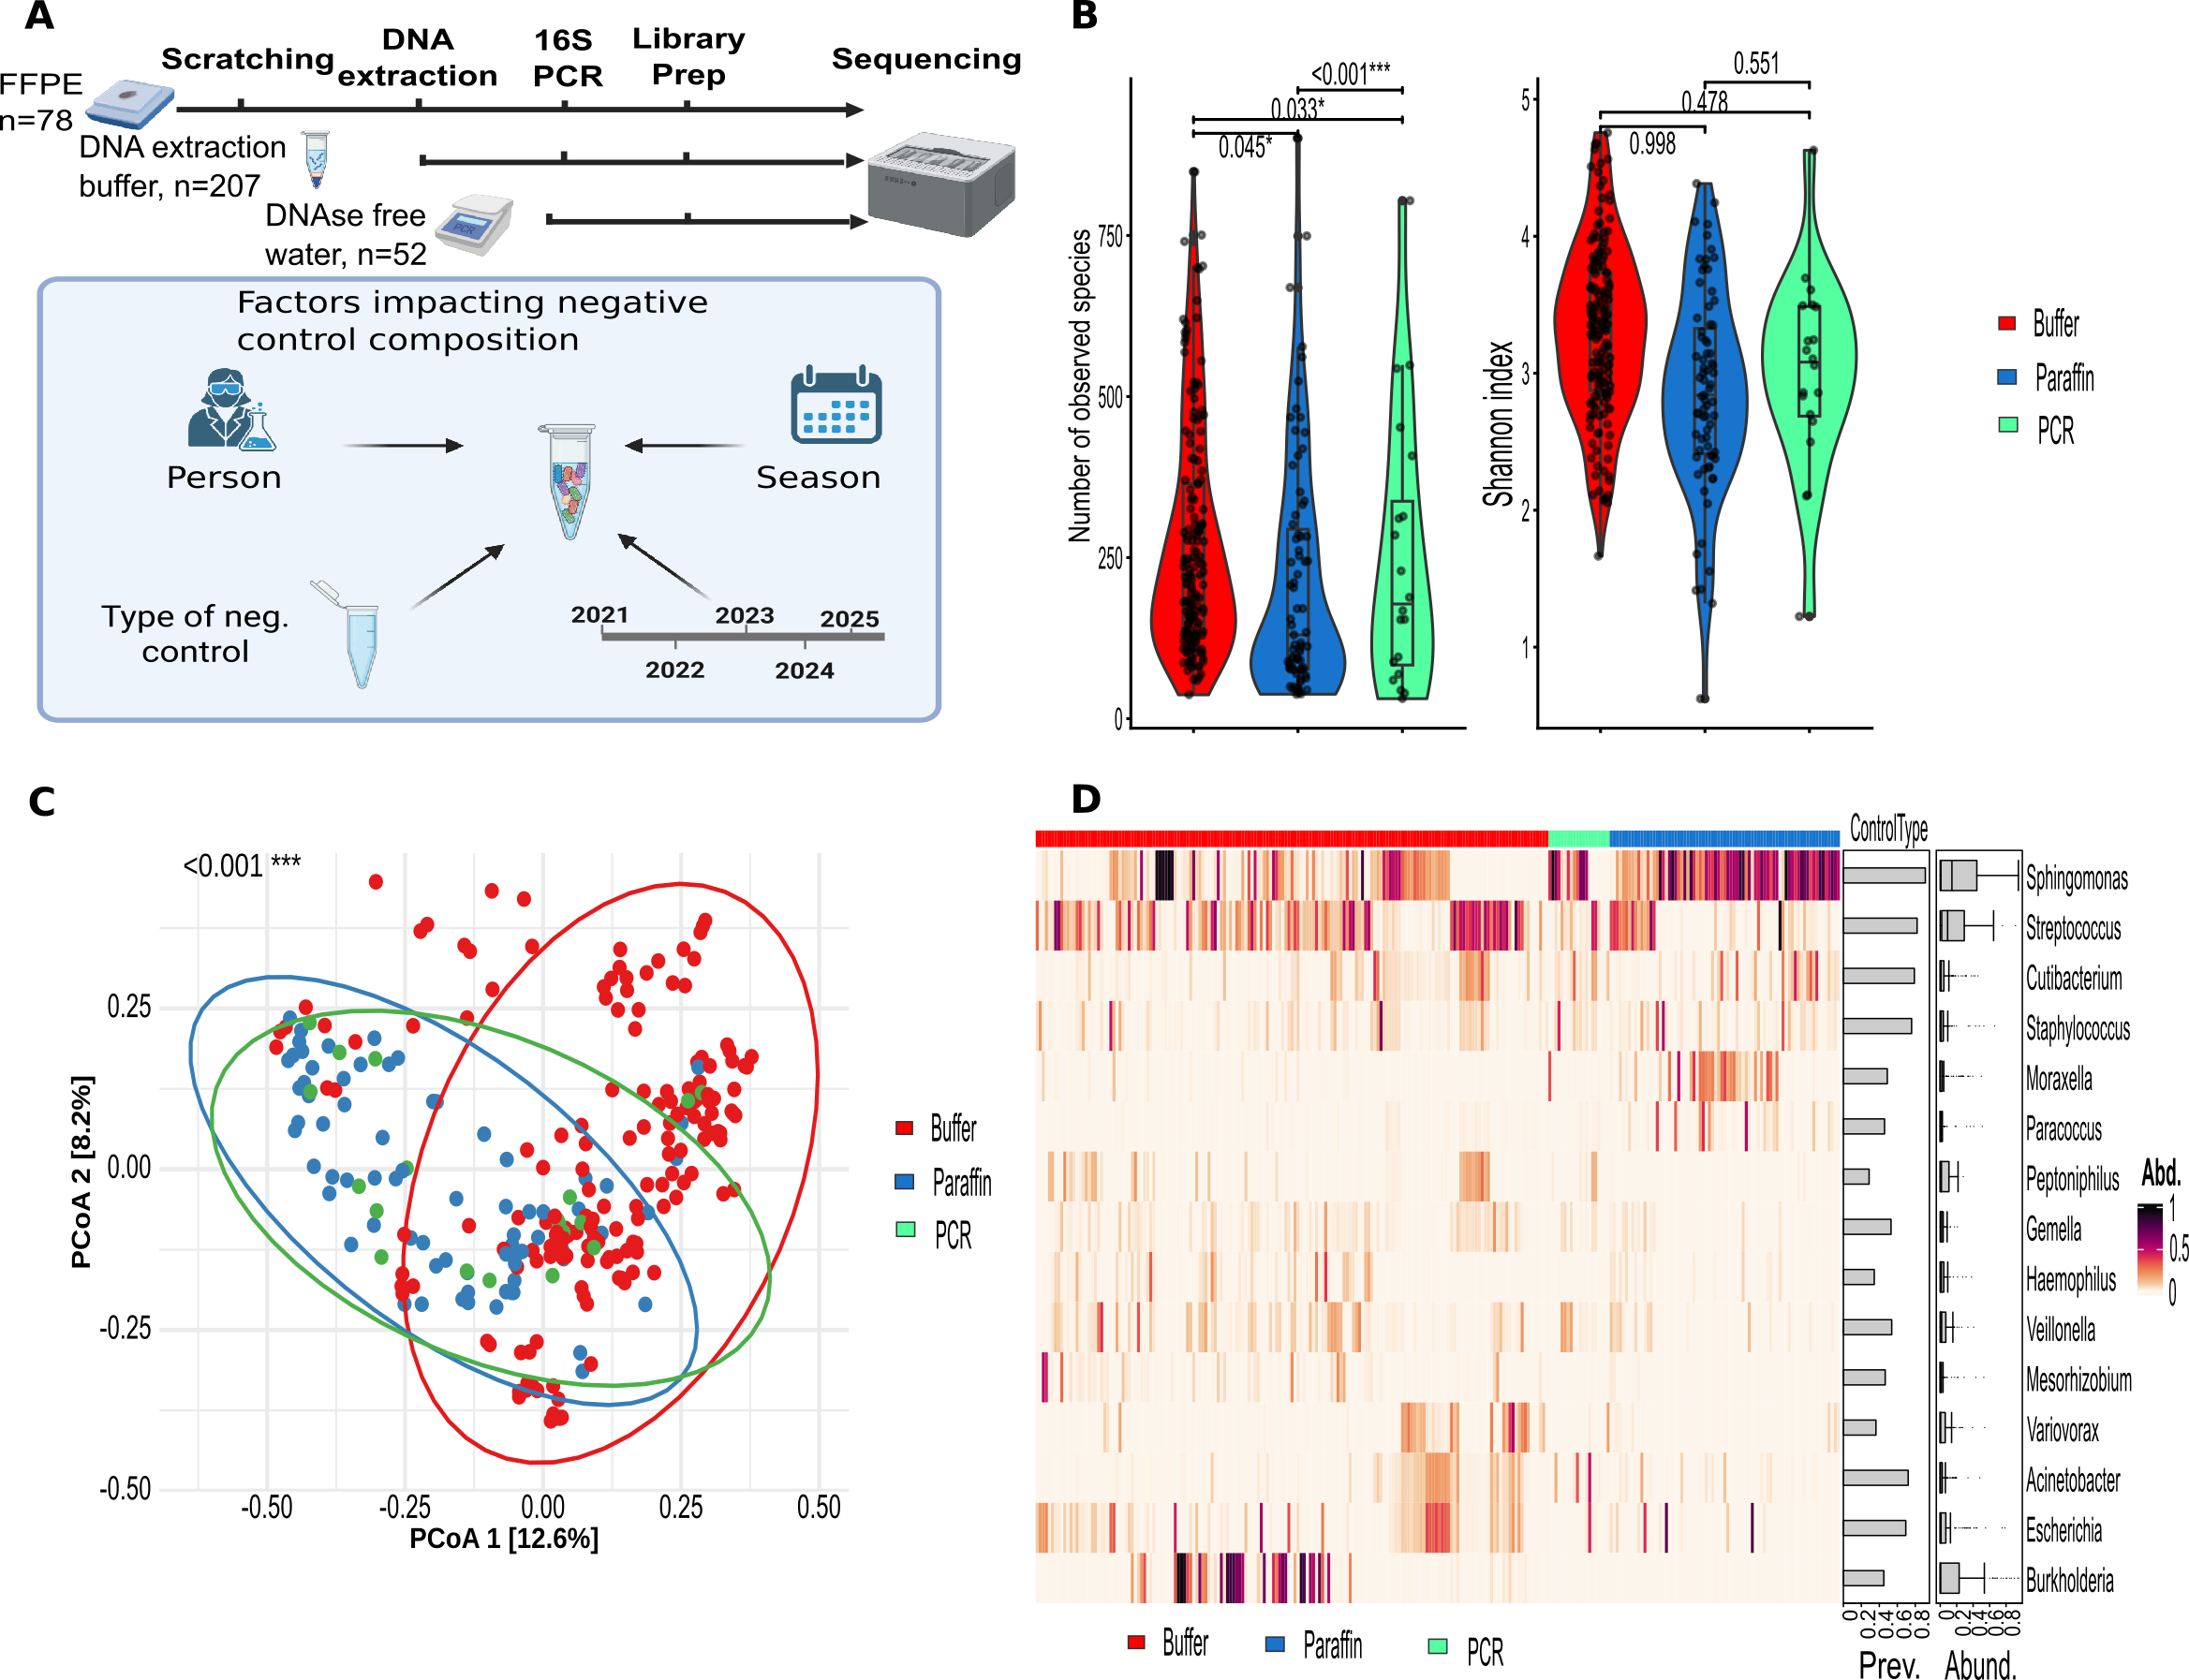 A
Scratching
DNA
extraction
16S
PCR
Library
Prep
Sequencing
FFPE
n=78
DNA extraction
buffer, n=207
DNAse free
water, n=52
PCR
Factors impacting negative
control composition
Person
Season
Type of neg.
control
2021
2023
2025
2022
2024
B
Number of observed species
750
500
250
0
<0.001***
0.033*
0.045*
Shannon index
5
4
3
2
1
0.551
0.478
0.998
Buffer
Paraffin
PCR
C
<0.001 ***
PCoA 2 [8.2%]
0.25
0.00
-0.25
-0.50
-0.50
-0.25
0.00
0.25
0.50
PCoA 1 [12.6%]
Buffer
Paraffin
PCR
D
ControlType
Sphingomonas
Streptococcus
Cutibacterium
Staphylococcus
Moraxella
Paracoccus
Peptoniphilus
Gemella
Haemophilus
Veillonella
Mesorhizobium
Variovorax
Acinetobacter
Escherichia
Burkholderia
0
0.2
0.4
0.6
0.8
Prev.
0
0.2
0.4
0.6
0.8
Abund.
Abd.
1
0.5
0
Buffer
Paraffin
PCR